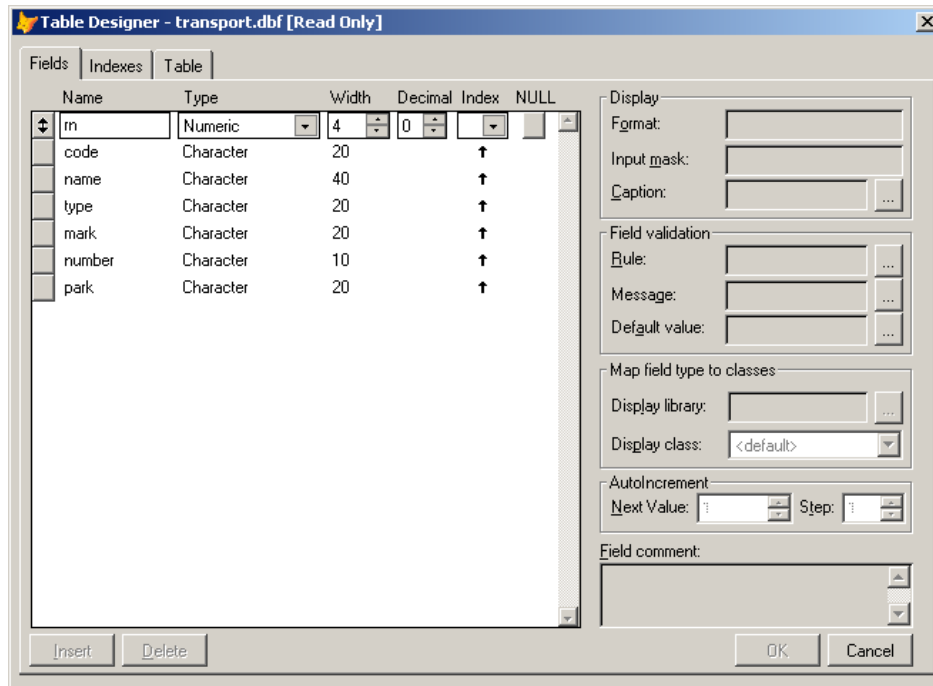 Table Designer - transport.dbf [Read Only]
Fields Indexes Table
Name Type Width Decimal Index NULL
rn Numeric 4 0
code Character 20
name Character 40
type Character 20
mark Character 20
number Character 10
park Character 20
Display
Format:
Input mask:
Caption: ...
Field validation
Rule: ...
Message: ...
Default value: ...
Map field type to classes
Display library: ...
Display class: <default>
AutoIncrement
Next Value: 1 Step: 1
Field comment:
Insert Delete OK Cancel